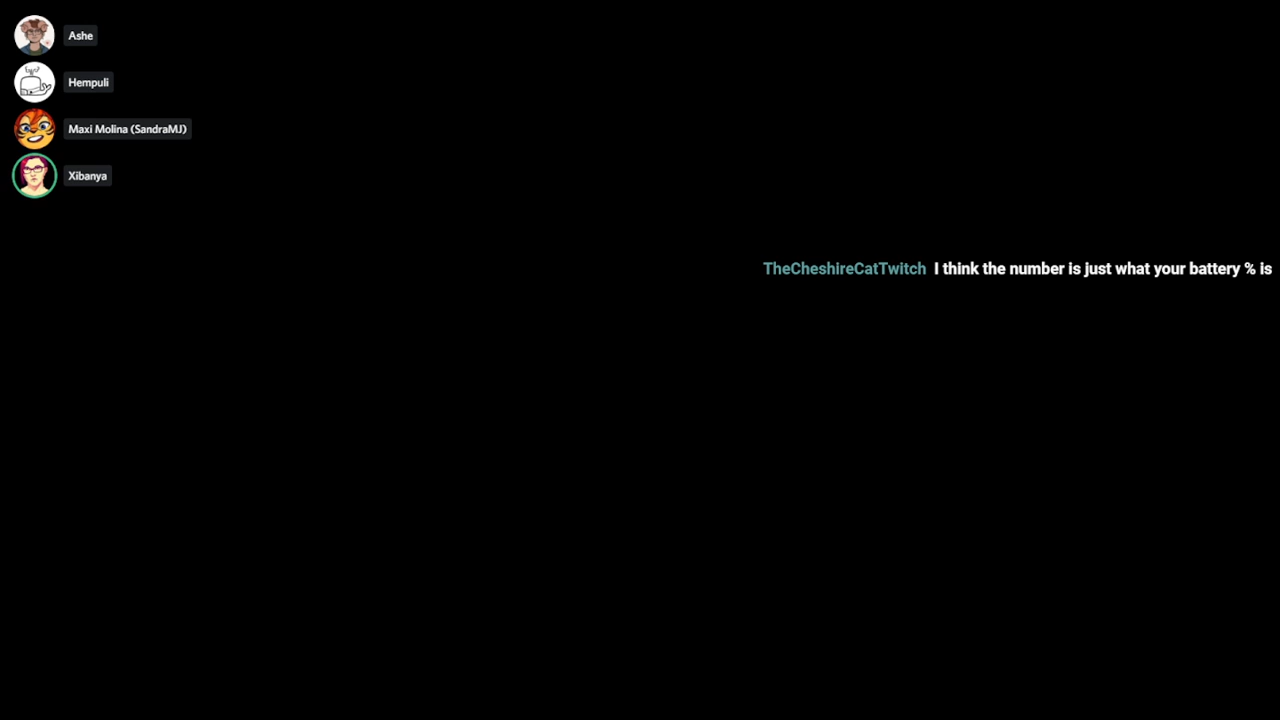 Ashe
Hempuli
Maxi Molina (SandraMJ)
Xibanya
TheCheshireCatTwitch I think the number is just what your battery % is